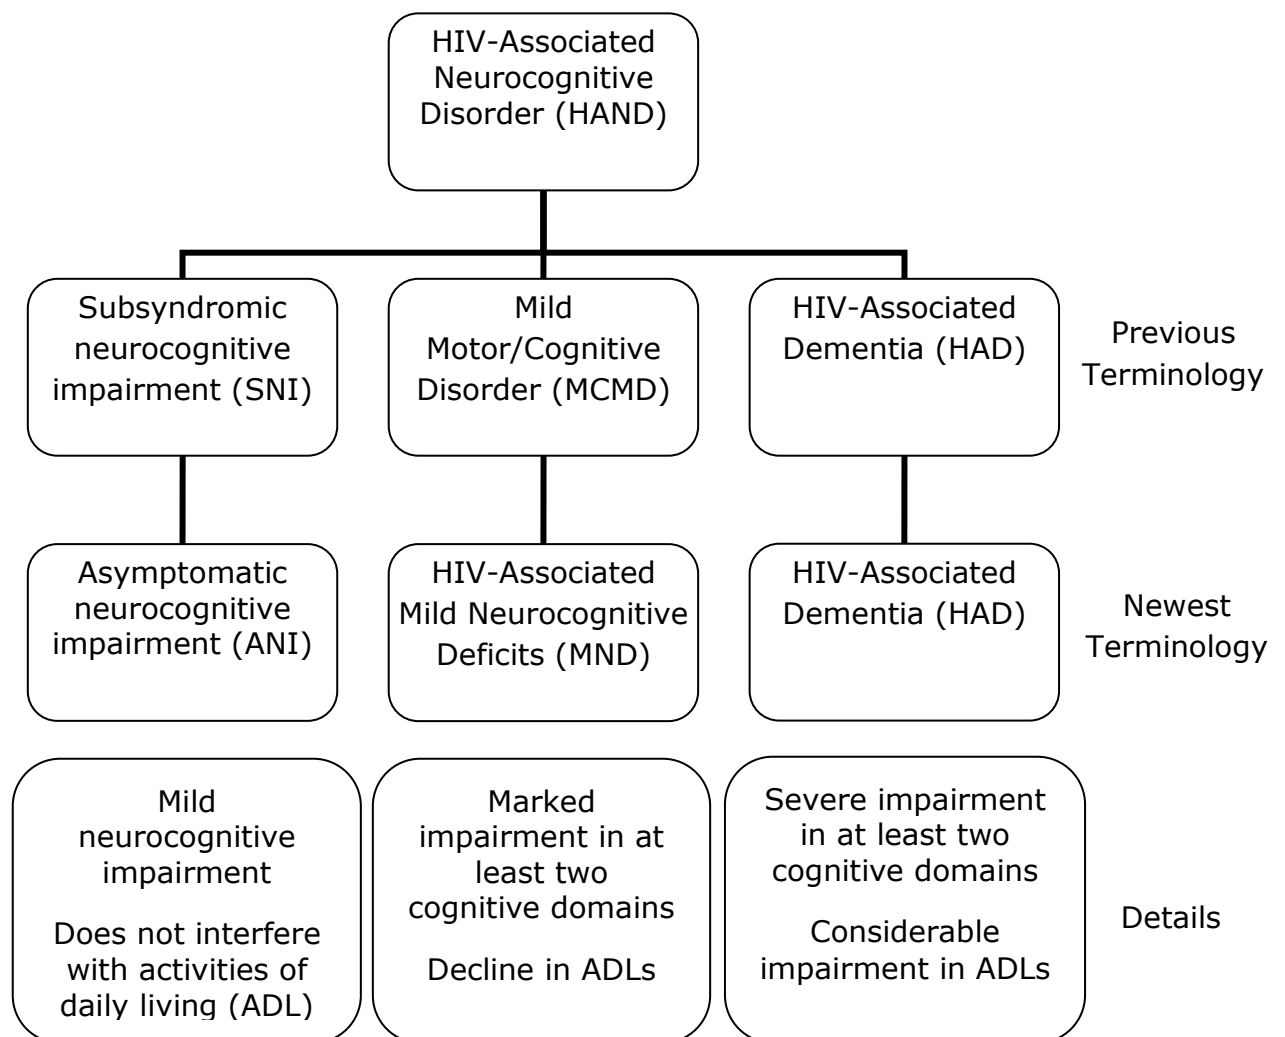 HIV-Associated
Neurocognitive
Disorder (HAND)
Subsyndromic
neurocognitive
impairment (SNI)
Mild
Motor/Cognitive
Disorder (MCMD)
HIV-Associated
Dementia (HAD)
Previous
Terminology
Asymptomatic
neurocognitive
impairment (ANI)
HIV-Associated
Mild Neurocognitive
Deficits (MND)
HIV-Associated
Dementia (HAD)
Newest
Terminology
Mild
neurocognitive
impairment
Does not interfere
with activities of
daily living (ADL)
Marked
impairment in at
least two
cognitive domains
Decline in ADLs
Severe impairment
in at least two
cognitive domains
Considerable
impairment in ADLs
Details